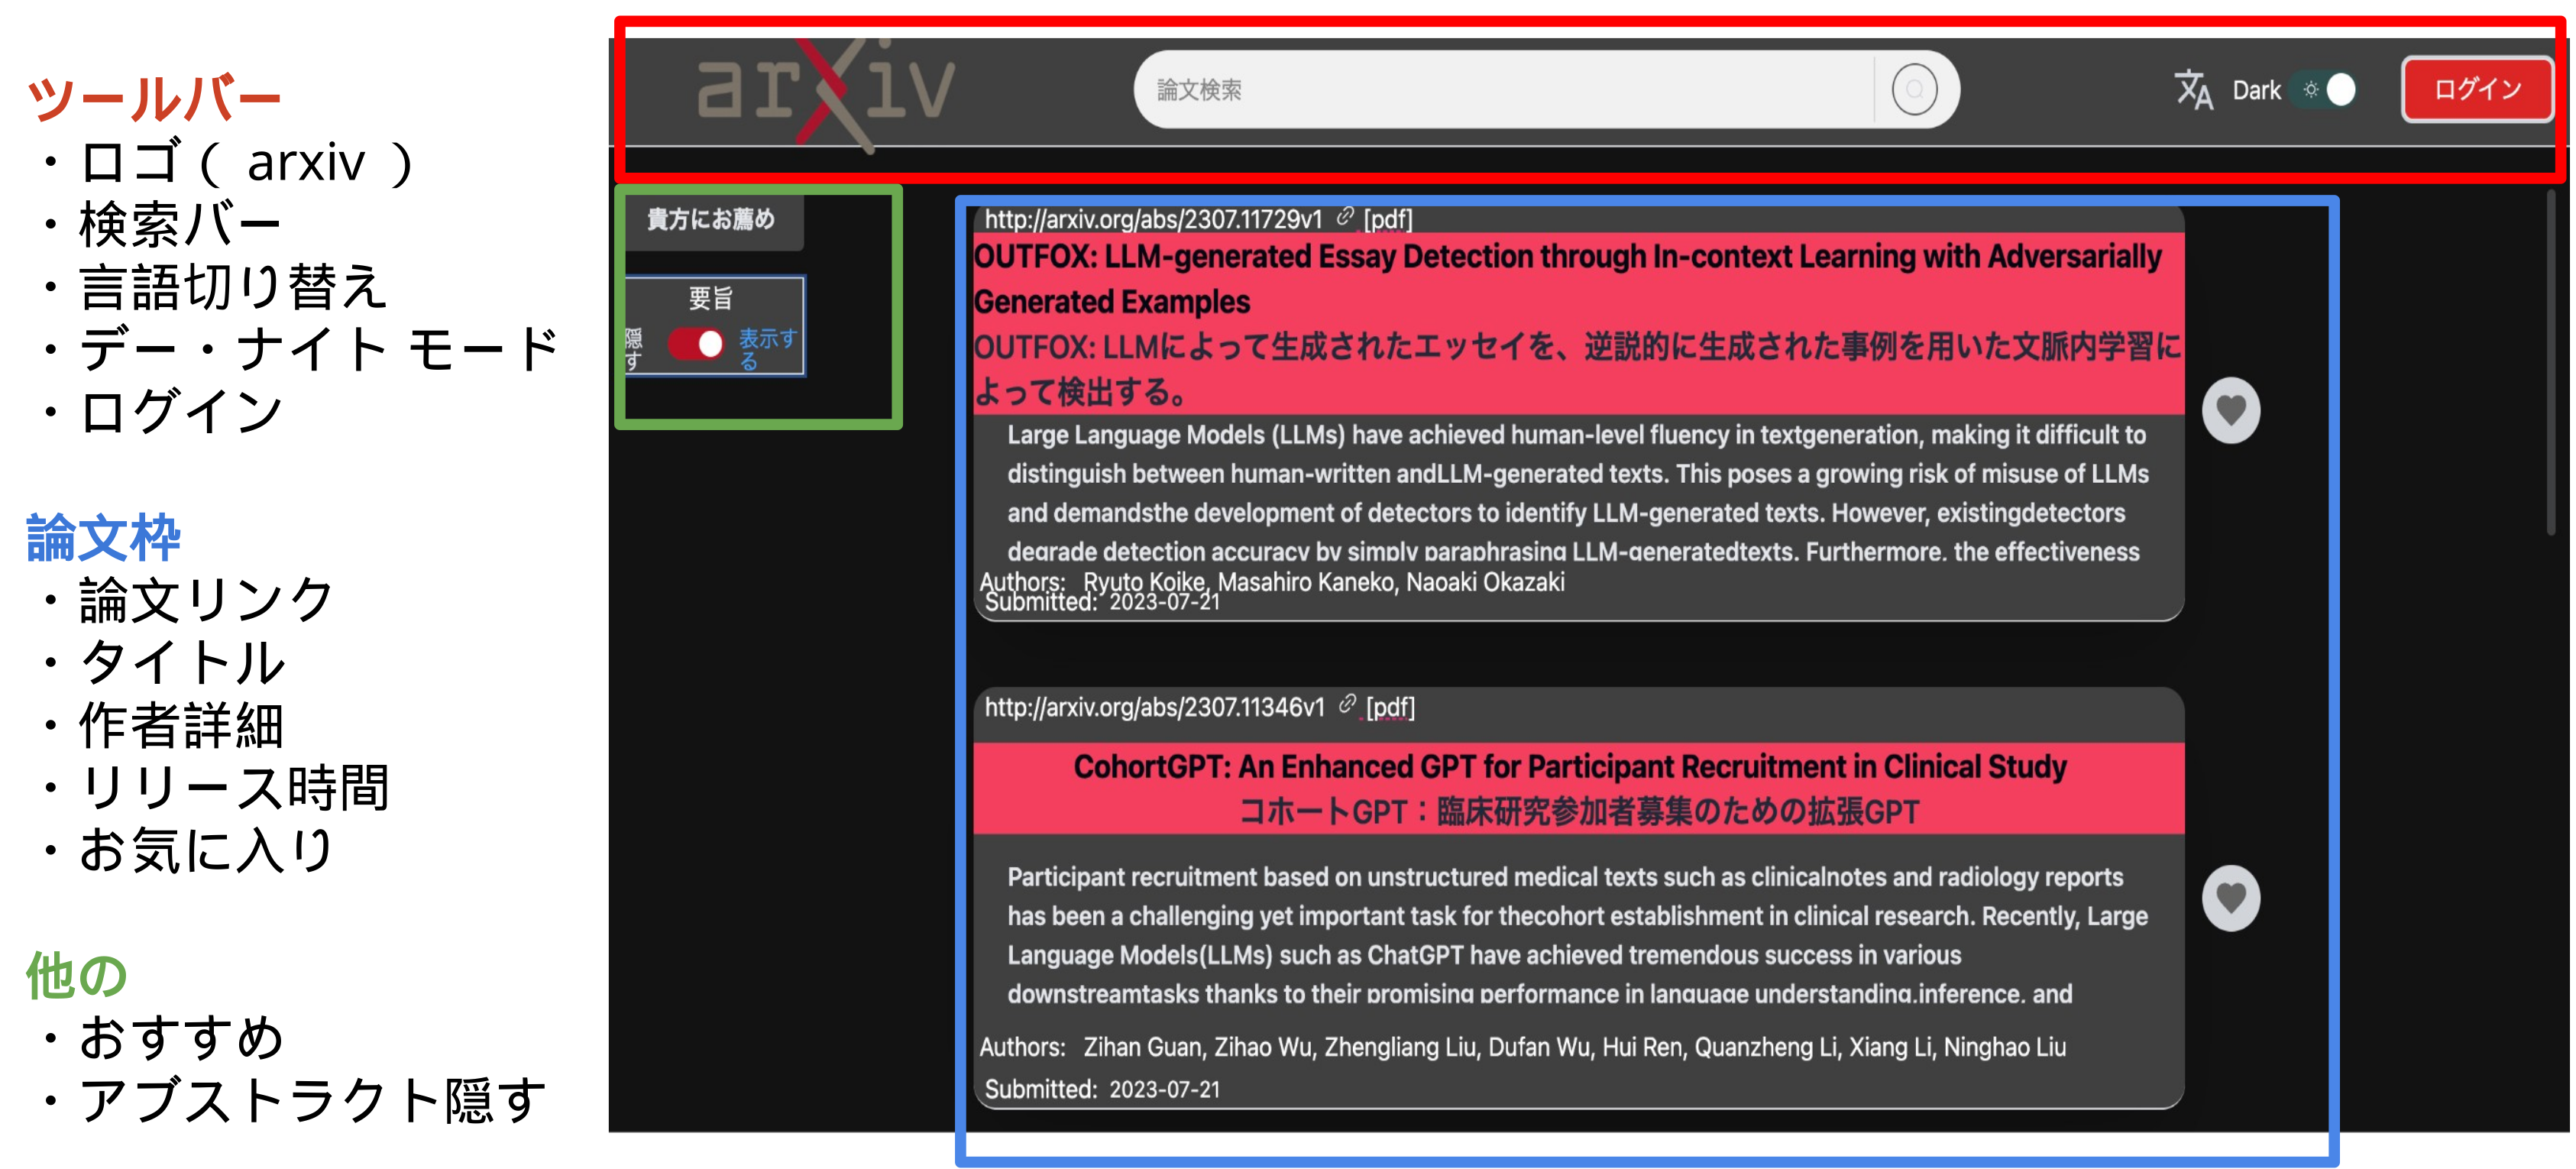 ツールバー
・ロゴ（ arxiv ）
・検索バー
・言語切り替え
・デー・ナイト モード
・ログイン
論文枠
・論文リンク
・タイトル
・作者詳細
・リリース時間
・お気に入り
他の
・おすすめ
・アブストラクト隠す
arXiv
論文検索
文A
Dark
ログイン
貴方にお薦め
要旨
隠す
表示する
http://arxiv.org/abs/2307.11729v1 [pdf]
OUTFOX: LLM-generated Essay Detection through In-context Learning with Adversarially
Generated Examples
OUTFOX: LLMによって生成されたエッセイを、逆説的に生成された事例を用いた文脈内学習に
よって検出する。
Large Language Models (LLMs) have achieved human-level fluency in textgeneration, making it difficult to
distinguish between human-written andLLM-generated texts. This poses a growing risk of misuse of LLMs
and demandsthe development of detectors to identify LLM-generated texts. However, existingdetectors
degrade detection accuracy by simply paraphrasing LLM-generatedtexts. Furthermore, the effectiveness
Authors: Ryuto Koike, Masahiro Kaneko, Naoaki Okazaki
Submitted: 2023-07-21
http://arxiv.org/abs/2307.11346v1 [pdf]
CohortGPT: An Enhanced GPT for Participant Recruitment in Clinical Study
コホートGPT：臨床研究参加者募集のための拡張GPT
Participant recruitment based on unstructured medical texts such as clinicalnotes and radiology reports
has been a challenging yet important task for thecohort establishment in clinical research. Recently, Large
Language Models(LLMs) such as ChatGPT have achieved tremendous success in various
downstreamtasks thanks to their promising performance in language understanding,inference, and
Authors: Zihan Guan, Zihao Wu, Zhengliang Liu, Dufan Wu, Hui Ren, Quanzheng Li, Xiang Li, Ninghao Liu
Submitted: 2023-07-21